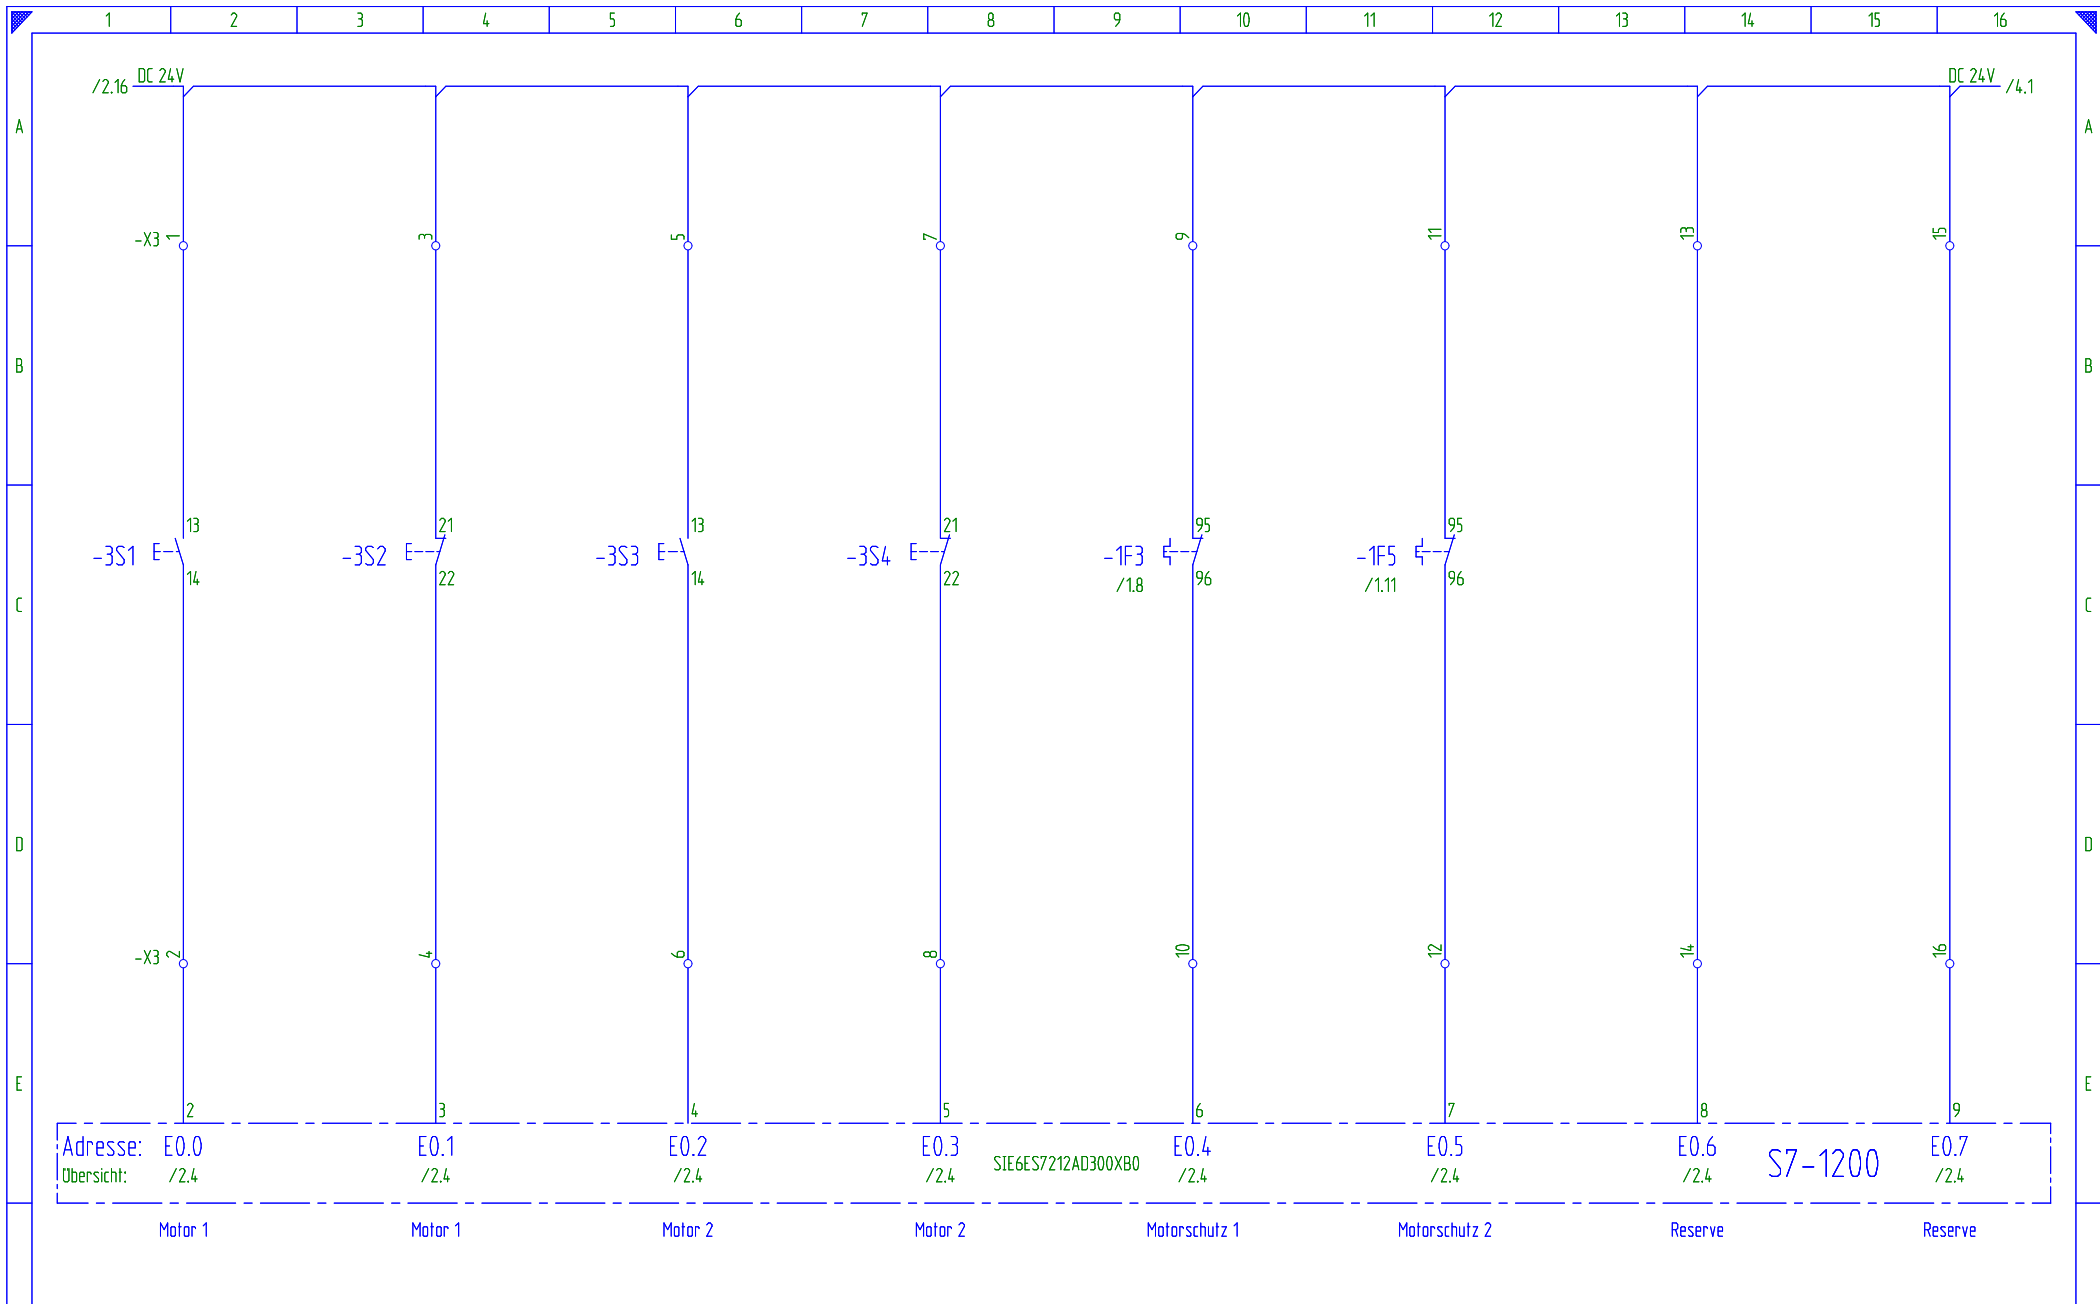 1 2 3 4 5 6 7 8 9 10 11 12 13 14 15 16
DC 24V DC 24V
/2.16 /4.1
A A
-X3 1 3 5 7 9 11 13 15
B B
13 21 13 21 95 95
-3S1 -3S2 -3S3 -3S4 -1F3 -1F5
14 22 14 22 96 96
/1.8 /1.11
C C
D D
-X3 2 4 6 8 10 12 14 16
E E
2 3 4 5 6 7 8 9
Adresse: E0.0 E0.1 E0.2 E0.3 E0.4 E0.5 E0.6 E0.7
SIE6ES7212AD300XB0 S7-1200
Übersicht: /2.4 /2.4 /2.4 /2.4 /2.4 /2.4 /2.4 /2.4
Motor 1 Motor 1 Motor 2 Motor 2 Motorschutz 1 Motorschutz 2 Reserve Reserve